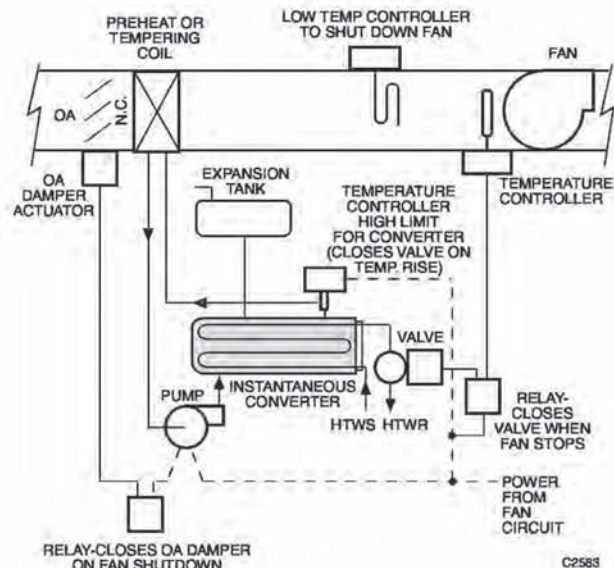 PREHEAT OR
TEMPERING
COIL
LOW TEMP CONTROLLER
TO SHUT DOWN FAN
FAN
OA
N.C.
OA
DAMPER
ACTUATOR
EXPANSION
TANK
TEMPERATURE
CONTROLLER
HIGH LIMIT
FOR CONVERTER
(CLOSES VALVE ON
TEMP. RISE)
TEMPERATURE
CONTROLLER
VALVE
PUMP
INSTANTANEOUS
CONVERTER
HTWS
HTWR
RELAY-
CLOSES
VALVE WHEN
FAN STOPS
POWER
FROM
FAN
CIRCUIT
RELAY-CLOSES OA DAMPER
ON FAN SHUTDOWN
C2583